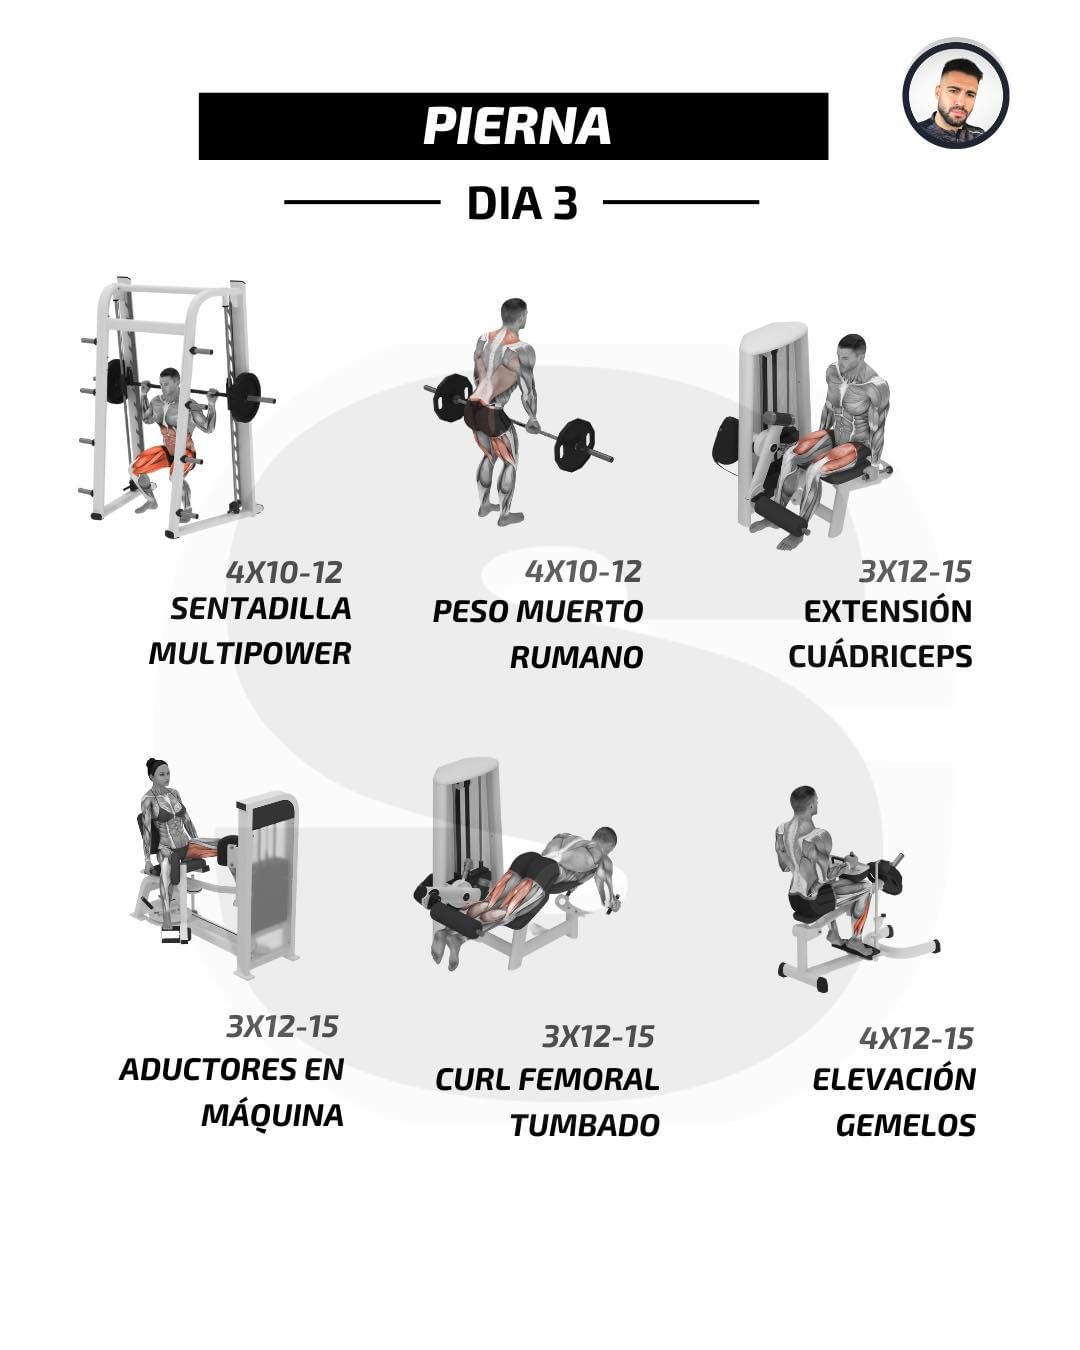 PIERNA
DIA 3
4X10-12
SENTADILLA
MULTIPOWER
4X10-12
PESO MUERTO
RUMANO
3X12-15
EXTENSIÓN
CUÁDRICEPS
3X12-15
ADUCTORES EN
MÁQUINA
3X12-15
CURL FEMORAL
TUMBADO
4X12-15
ELEVACIÓN
GEMELOS